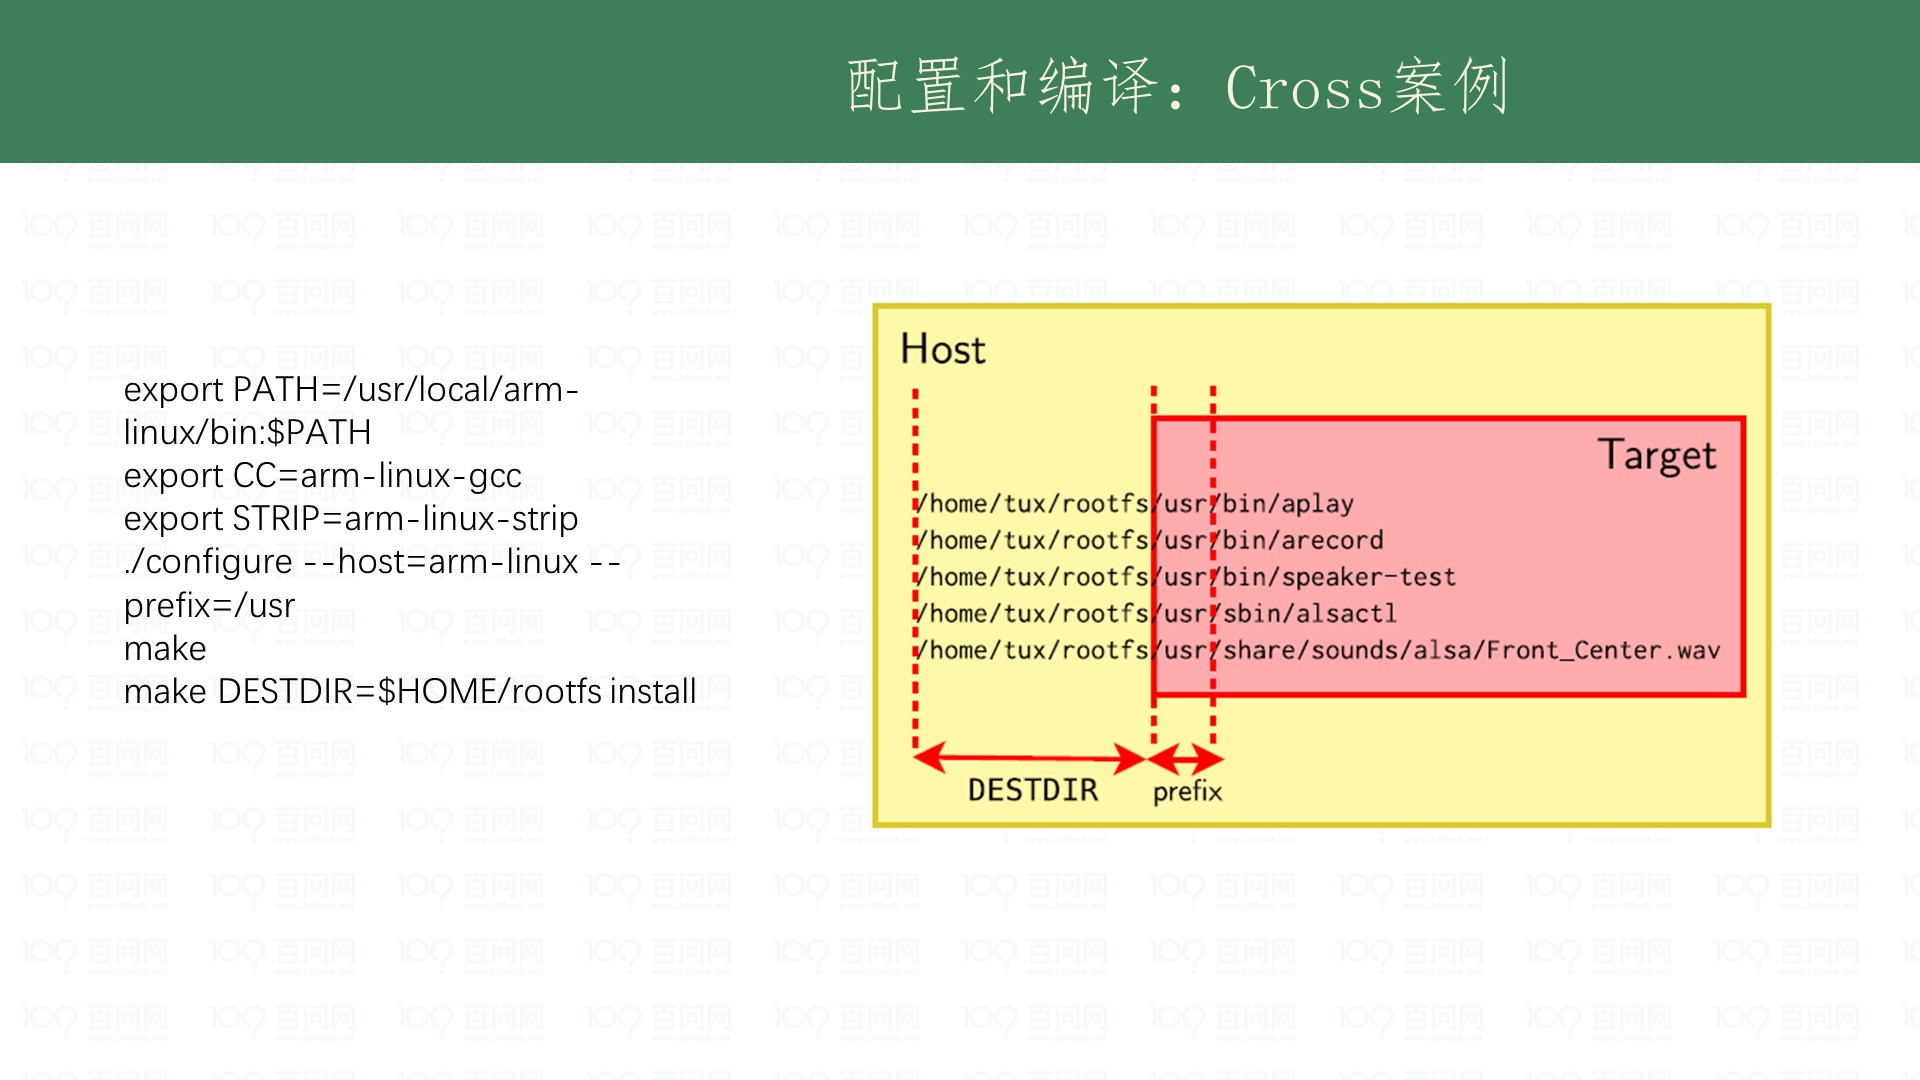 配置和编译：Cross案例
export PATH=/usr/local/arm-
linux/bin:$PATH
export CC=arm-linux-gcc
export STRIP=arm-linux-strip
./configure --host=arm-linux --
prefix=/usr
make
make DESTDIR=$HOME/rootfs install
Host
Target
/home/tux/rootfs/usr/bin/aplay
/home/tux/rootfs/usr/bin/arecord
/home/tux/rootfs/usr/bin/speaker-test
/home/tux/rootfs/usr/sbin/alsactl
/home/tux/rootfs/usr/share/sounds/alsa/Front_Center.wav
DESTDIR
prefix
百问网